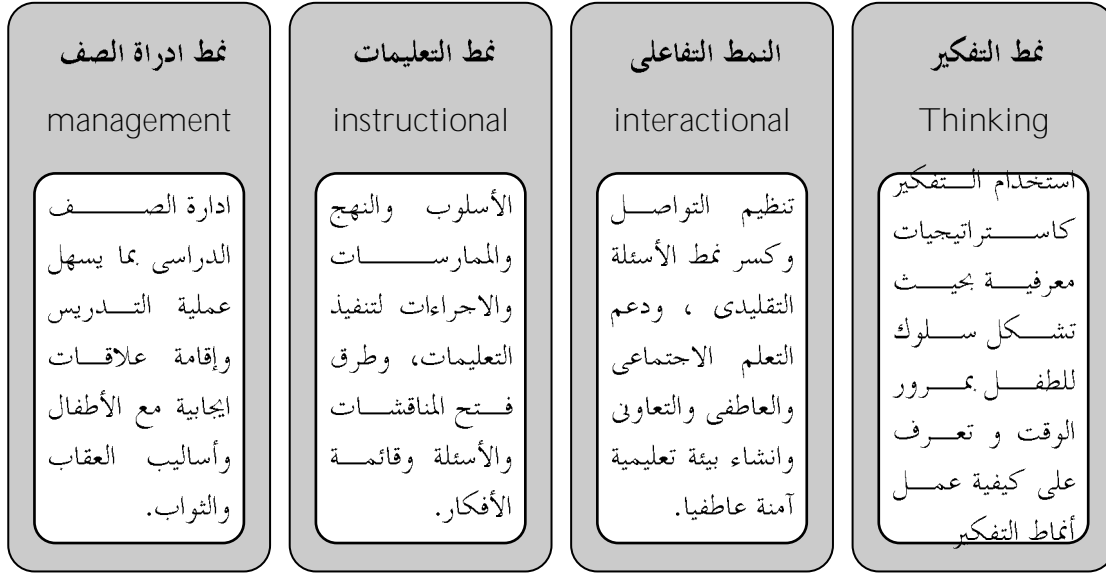 نمط التفكير
Thinking
استخدام التفكير
كاستراتيجيات
معرفية بحيث
تشكل سلوك
للطفل بمرور
الوقت و تعرف
على كيفية عمل
أنماط التفكير
النمط التفاعلى
interactional
تنظيم التواصل
وكسر نمط الأسئلة
التقليدى ، ودعم
التعلم الاجتماعى
والعاطفى والتعاونى
وانشاء بيئة تعليمية
آمنة عاطفيا.
نمط التعليمات
instructional
الأسلوب والنهج
والممارسات
والاجراءات لتنفيذ
التعليمات، وطرق
فتح المناقشات
والأسئلة وقائمة
الأفكار.
نمط ادراة الصف
management
ادارة الصف
الدراسى بما يسهل
عملية التدريس
وإقامة علاقات
ايجابية مع الأطفال
وأساليب العقاب
والثواب.